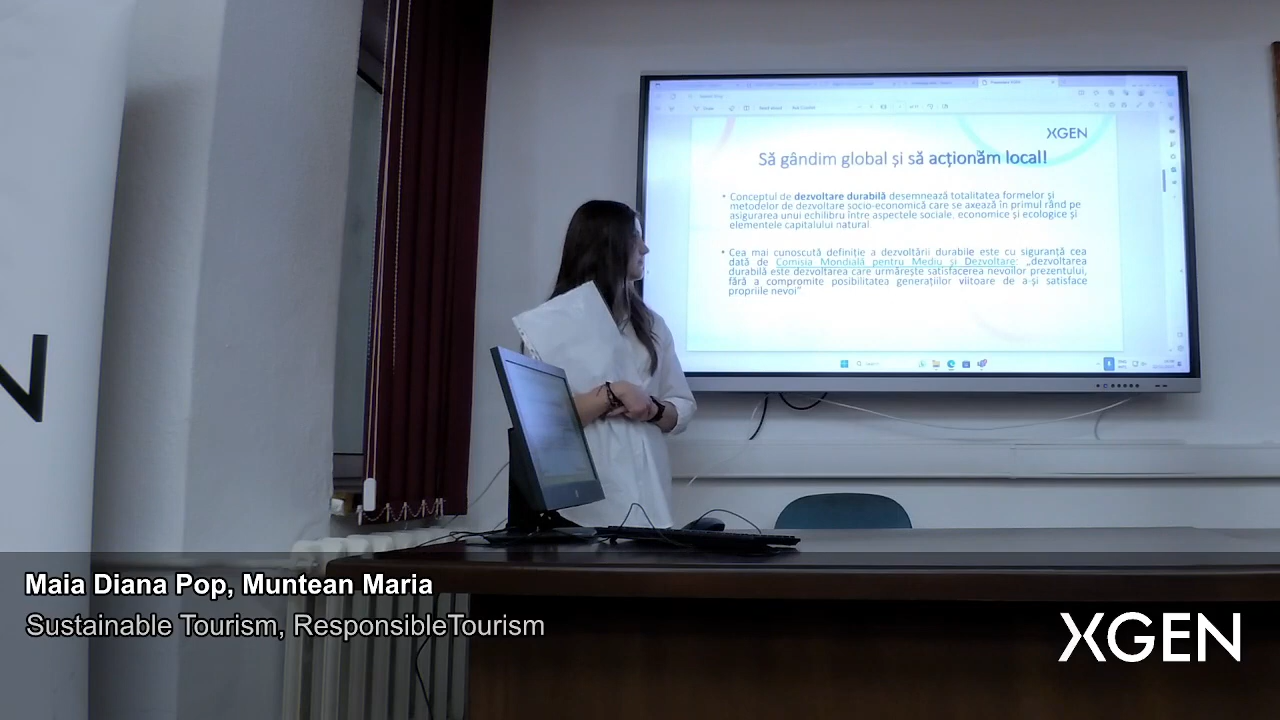 XGEN
Să gândim global și să acționăm local!
• Conceptul de dezvoltare durabilă desemnează totalitatea formelor și
metodelor de dezvoltare socio-economică care se axează în primul rând pe
asigurarea unui echilibru între aspectele sociale, economice și ecologice și
elementele capitalului natural
• Cea mai cunoscută definiție a dezvoltării durabile este cu siguranță cea
dată de Comisia Mondială pentru Mediu și Dezvoltare: „dezvoltarea
durabilă este dezvoltarea care urmărește satisfacerea nevoilor prezentului,
fără a compromite posibilitatea generațiilor viitoare de a-și satisface
propriile nevoi”
N
Maia Diana Pop, Muntean Maria
Sustainable Tourism, ResponsibleTourism
XGEN